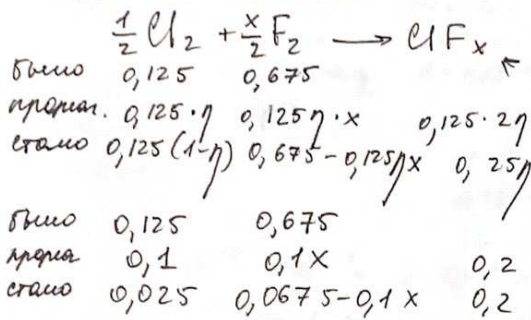 1/2 Cl2 + x/2 F2 → ClFx
было 0,125 0,675
прореаг. 0,125·η 0,125η·x 0,125·2η
стало 0,125(1-η) 0,675-0,125ηx 0,25η
было 0,125 0,675
прореа 0,1 0,1x 0,2
стало 0,025 0,0675-0,1x 0,2